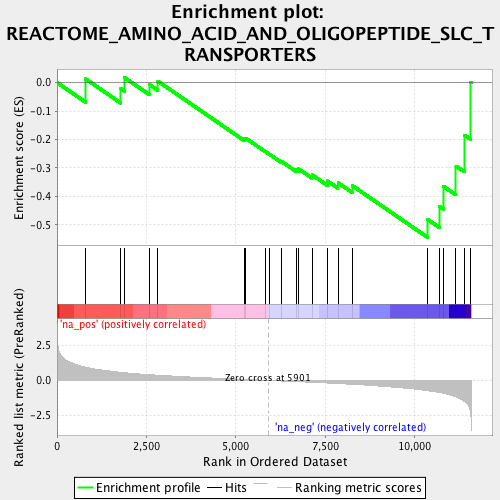 Enrichment plot:
REACTOME_AMINO_ACID_AND_OLIGOPEPTIDE_SLC_T
RANSPORTERS
Enrichment score (ES)
0.0
-0.1
-0.2
-0.3
-0.4
-0.5
'na_pos' (positively correlated)
Ranked list metric (PreRanked)
2.5
0.0
-2.5
Zero cross at 5901
'na_neg' (negatively correlated)
0
2,500
5,000
7,500
10,000
Rank in Ordered Dataset
Enrichment profile
Hits
Ranking metric scores